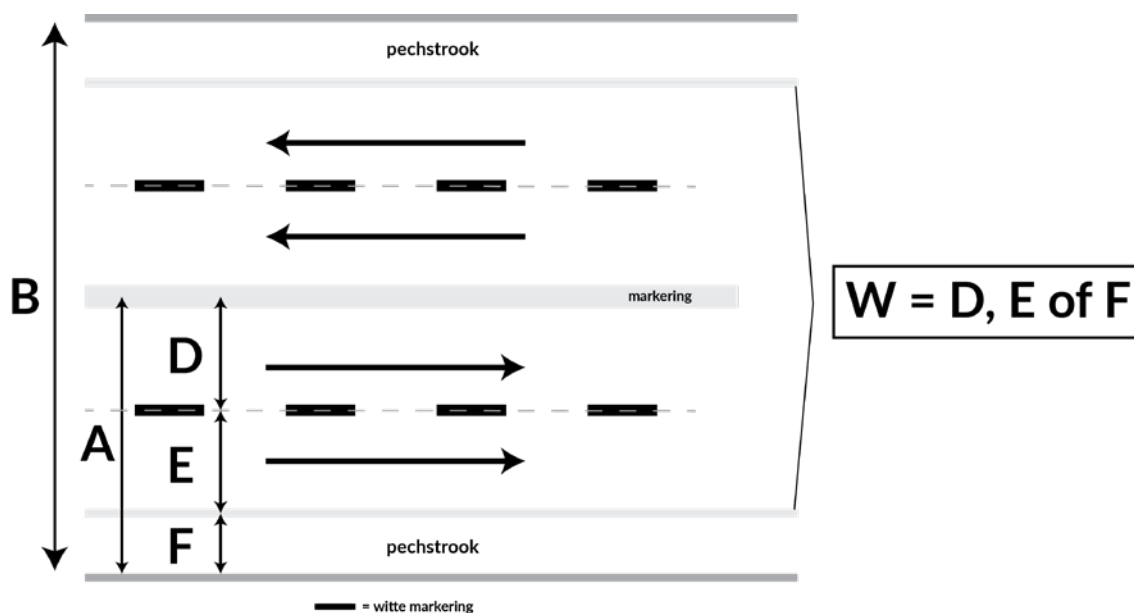 pechstrook
B
markering
W = D, E of F
D
A
E
F
pechstrook
= witte markering